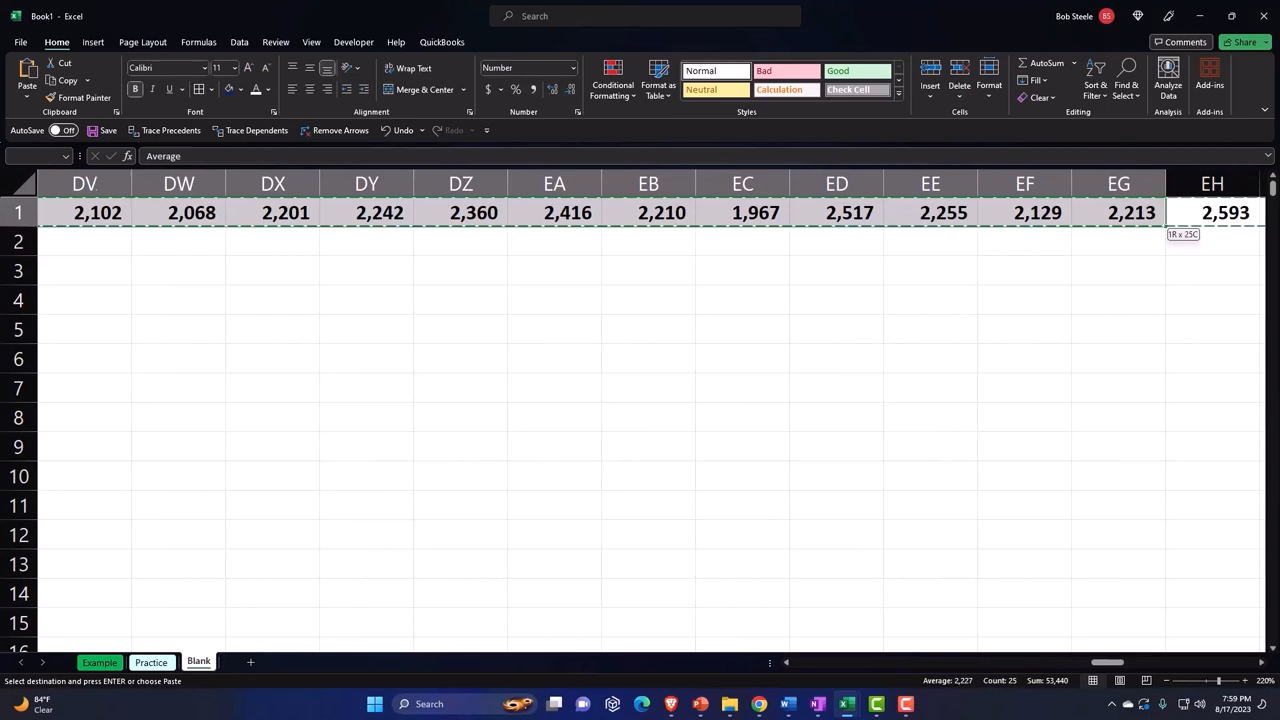 Book1 - Excel
Search
Bob Steele
BS
File
Home
Insert
Page Layout
Formulas
Data
Review
View
Developer
Help
QuickBooks
Comments
Share
Paste
Cut
Copy
Format Painter
Clipboard
Calibri
11
B
I
U
Font
Wrap Text
Merge & Center
Alignment
Number
$
%
Number
Conditional Formatting
Format as Table
Normal
Bad
Good
Neutral
Calculation
Check Cell
Styles
Insert
Delete
Format
Cells
AutoSum
Fill
Clear
Sort & Filter
Find & Select
Editing
Analyze Data
Analysis
Add-ins
Add-ins
AutoSave
Off
Save
Trace Precedents
Trace Dependents
Remove Arrows
Undo
Redo
fx
Average
DV DW DX DY DZ EA EB EC ED EE EF EG EH
1 2,102 2,068 2,201 2,242 2,360 2,416 2,210 1,967 2,517 2,255 2,129 2,213 2,593
1R x 25C
2
3
4
5
6
7
8
9
10
11
12
13
14
15
16
Example
Practice
Blank
Select destination and press ENTER or choose Paste
Average: 2,227
Count: 25
Sum: 53,440
220%
84°F
Clear
Search
7:59 PM
8/17/2023